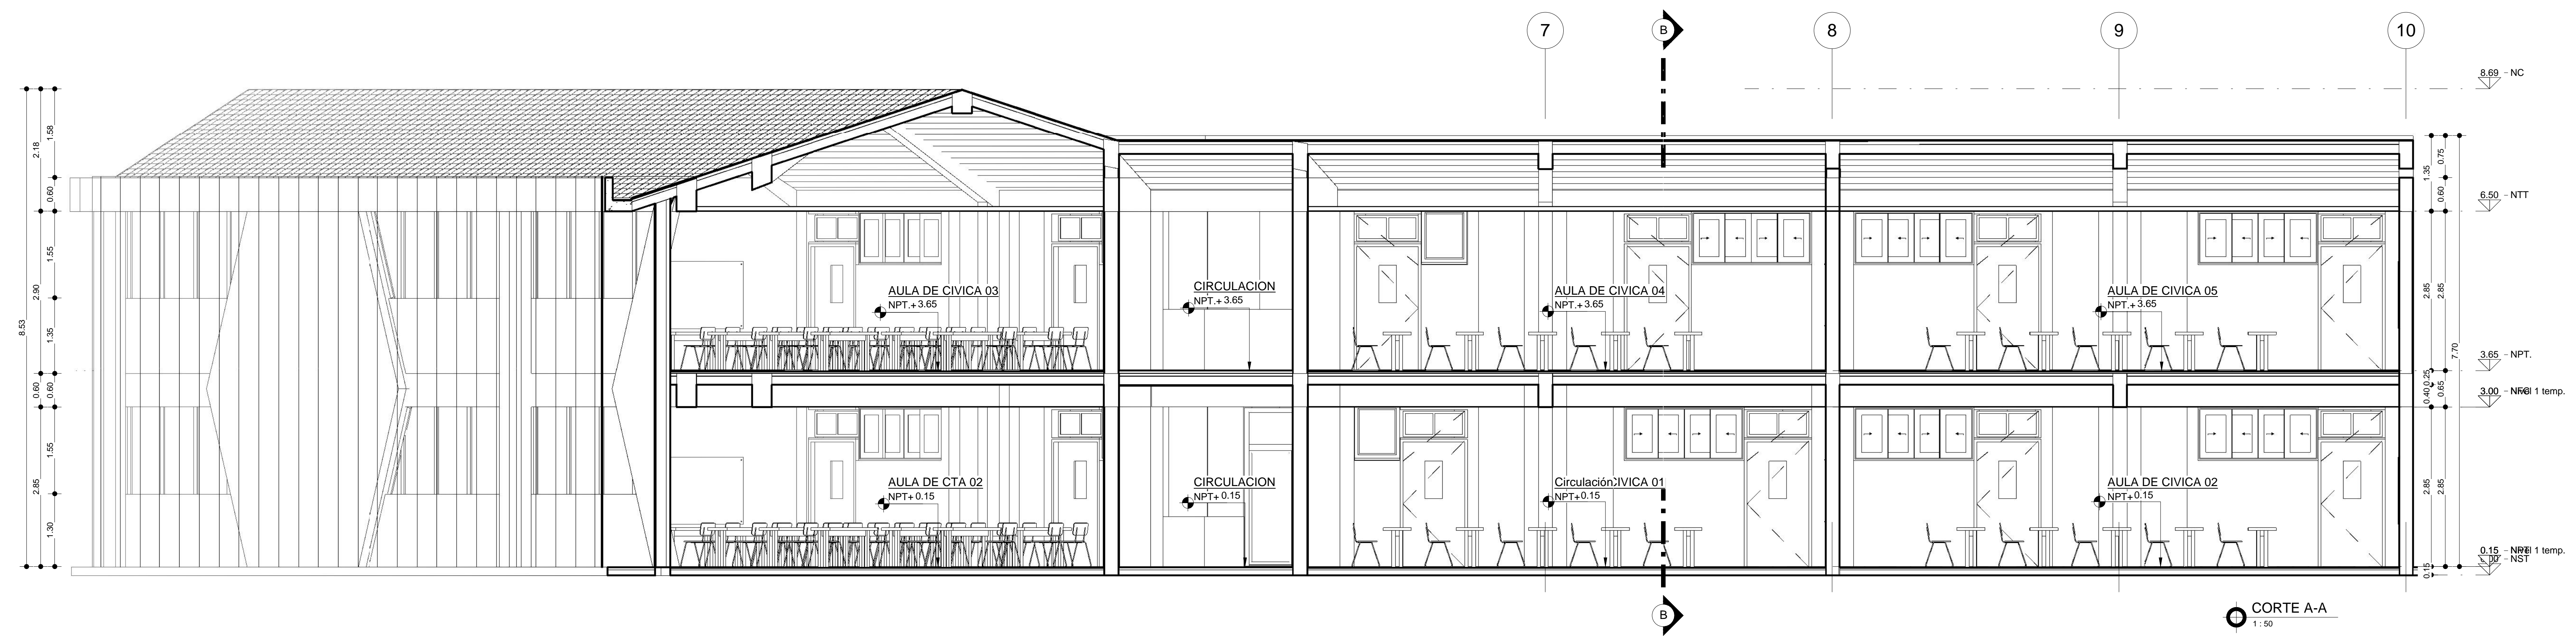 7
B
8
9
10
8.69 - NC
6.50 - NTT
3.65 - NPT.
3.00
Nivel 1 temp.
0.15
1 temp.
NST
8.53
2.18
2.90
0.60
2.85
1.58
0.60
1.55
1.35
0.60
1.55
1.30
AULA DE CIVICA 03
NPT.+ 3.65
CIRCULACION
NPT.+ 3.65
AULA DE CIVICA 04
NPT.+ 3.65
AULA DE CIVICA 05
NPT.+ 3.65
AULA DE CTA 02
NPT+ 0.15
CIRCULACION
NPT+ 0.15
Circulación CIVICA 01
NPT+ 0.15
AULA DE CIVICA 02
NPT+ 0.15
1.35
0.75
0.60
2.85
2.85
7.70
0.25
0.40
0.65
2.85
2.85
0.15
B
CORTE A-A
1 : 50